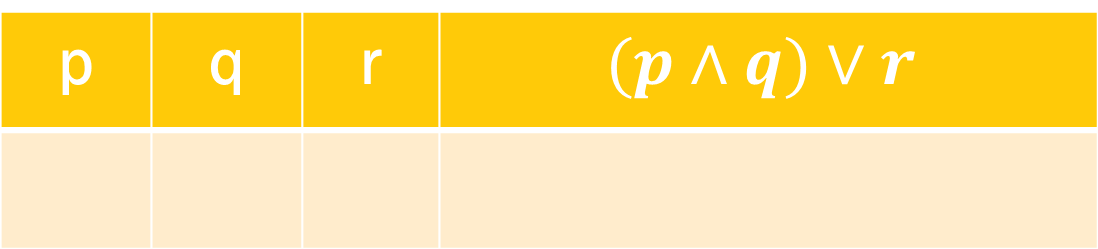 p q r (p ∧ q) ∨ r